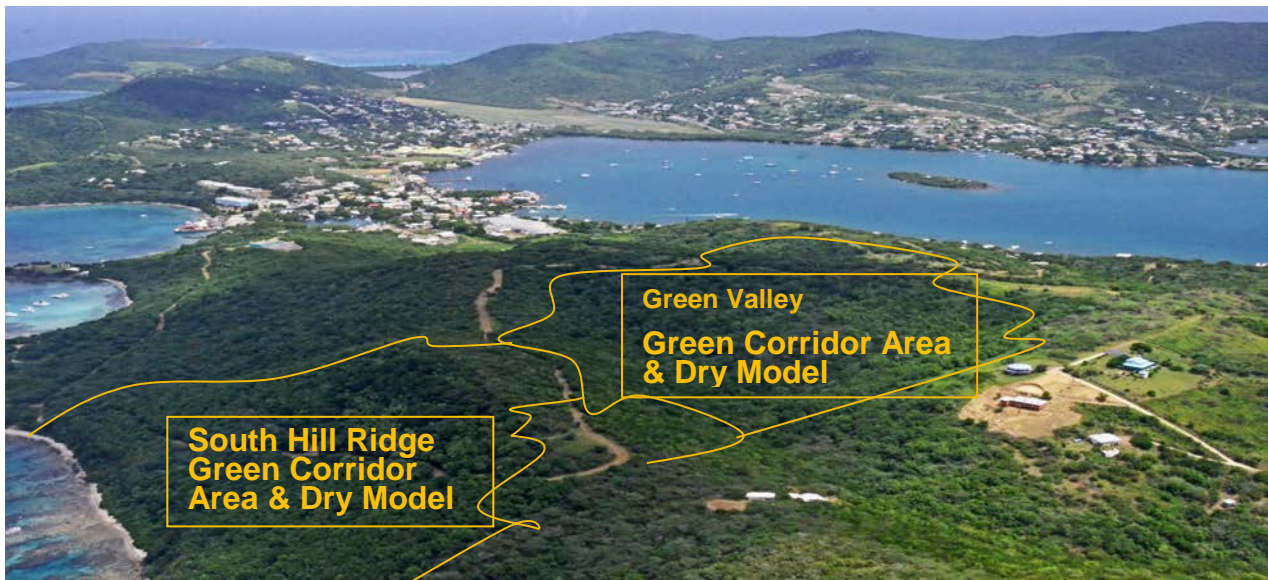 Green Valley
Green Corridor Area
& Dry Model
South Hill Ridge
Green Corridor
Area & Dry Model